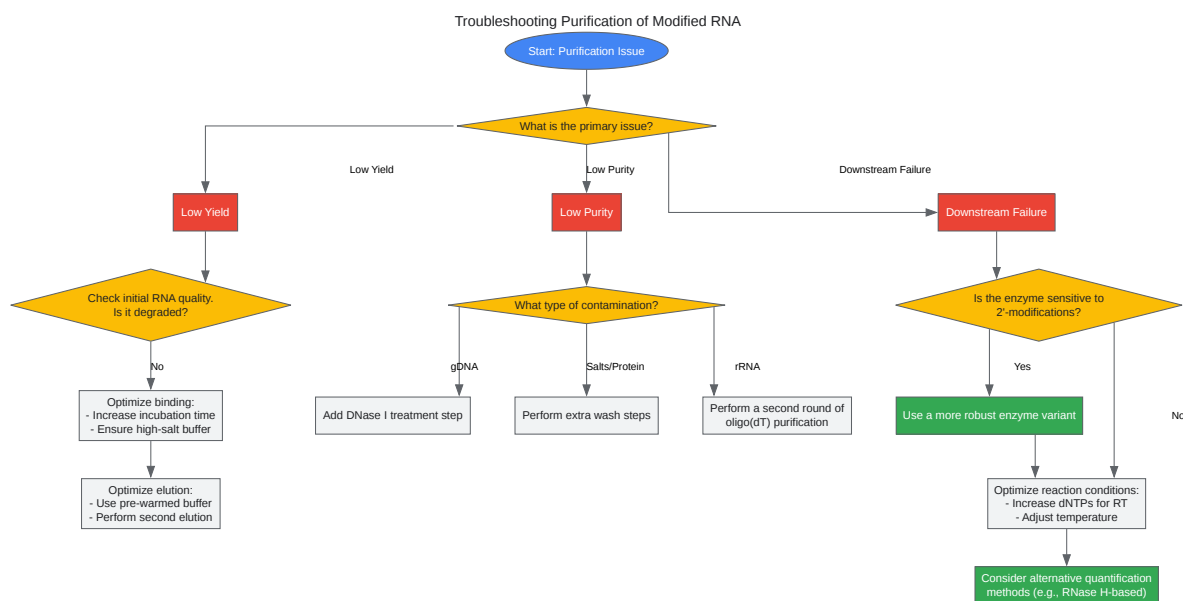 Troubleshooting Purification of Modified RNA
Start: Purification Issue
What is the primary issue?
Low Yield
Low Purity
Downstream Failure
Low Yield
Low Purity
Downstream Failure
Check initial RNA quality.
Is it degraded?
What type of contamination?
Is the enzyme sensitive to
2'-modifications?
No
gDNA
Salts/Protein
rRNA
Yes
Optimize binding:
- Increase incubation time
- Ensure high-salt buffer
Add DNase I treatment step
Perform extra wash steps
Perform a second round of
oligo(dT) purification
Use a more robust enzyme variant
No
Optimize elution:
- Use pre-warmed buffer
- Perform second elution
Optimize reaction conditions:
- Increase dNTPs for RT
- Adjust temperature
Consider alternative quantification
methods (e.g., RNase H-based)